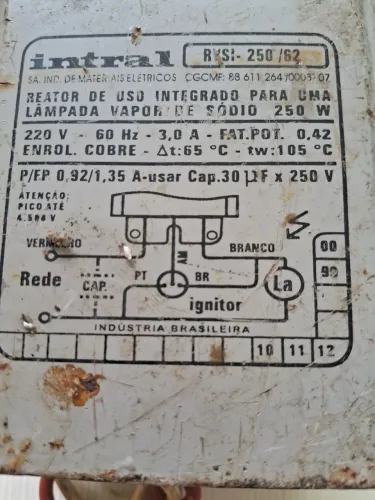 intral RVSI-250/62
SA. IND. DE MATERIAIS ELÉTRICOS CGCMF: 88 611 264/0003-07
REATOR DE USO INTEGRADO PARA UMA
LÂMPADA VAPOR DE SÓDIO 250 W
220 V - 60 Hz - 3,0 A - FAT.POT. 0,42
ENROL. COBRE - Δt:65 °C - tw:105 °C
P/FP 0,92/1,35 A-usar Cap.30 µF x 250 V
ATENÇÃO:
PICO ATÉ
4.500 V
VERMELHO
BRANCO
00
Rede
CAP.
PT
BR
La
90
ignitor
INDÚSTRIA BRASILEIRA
10 11 12